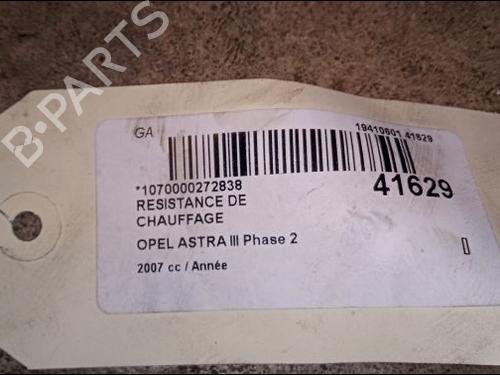 B-PARTS
GA
19410601 41629
*1070000272838
41629
RESISTANCE DE
CHAUFFAGE
OPEL ASTRA III Phase 2
2007 cc / Année